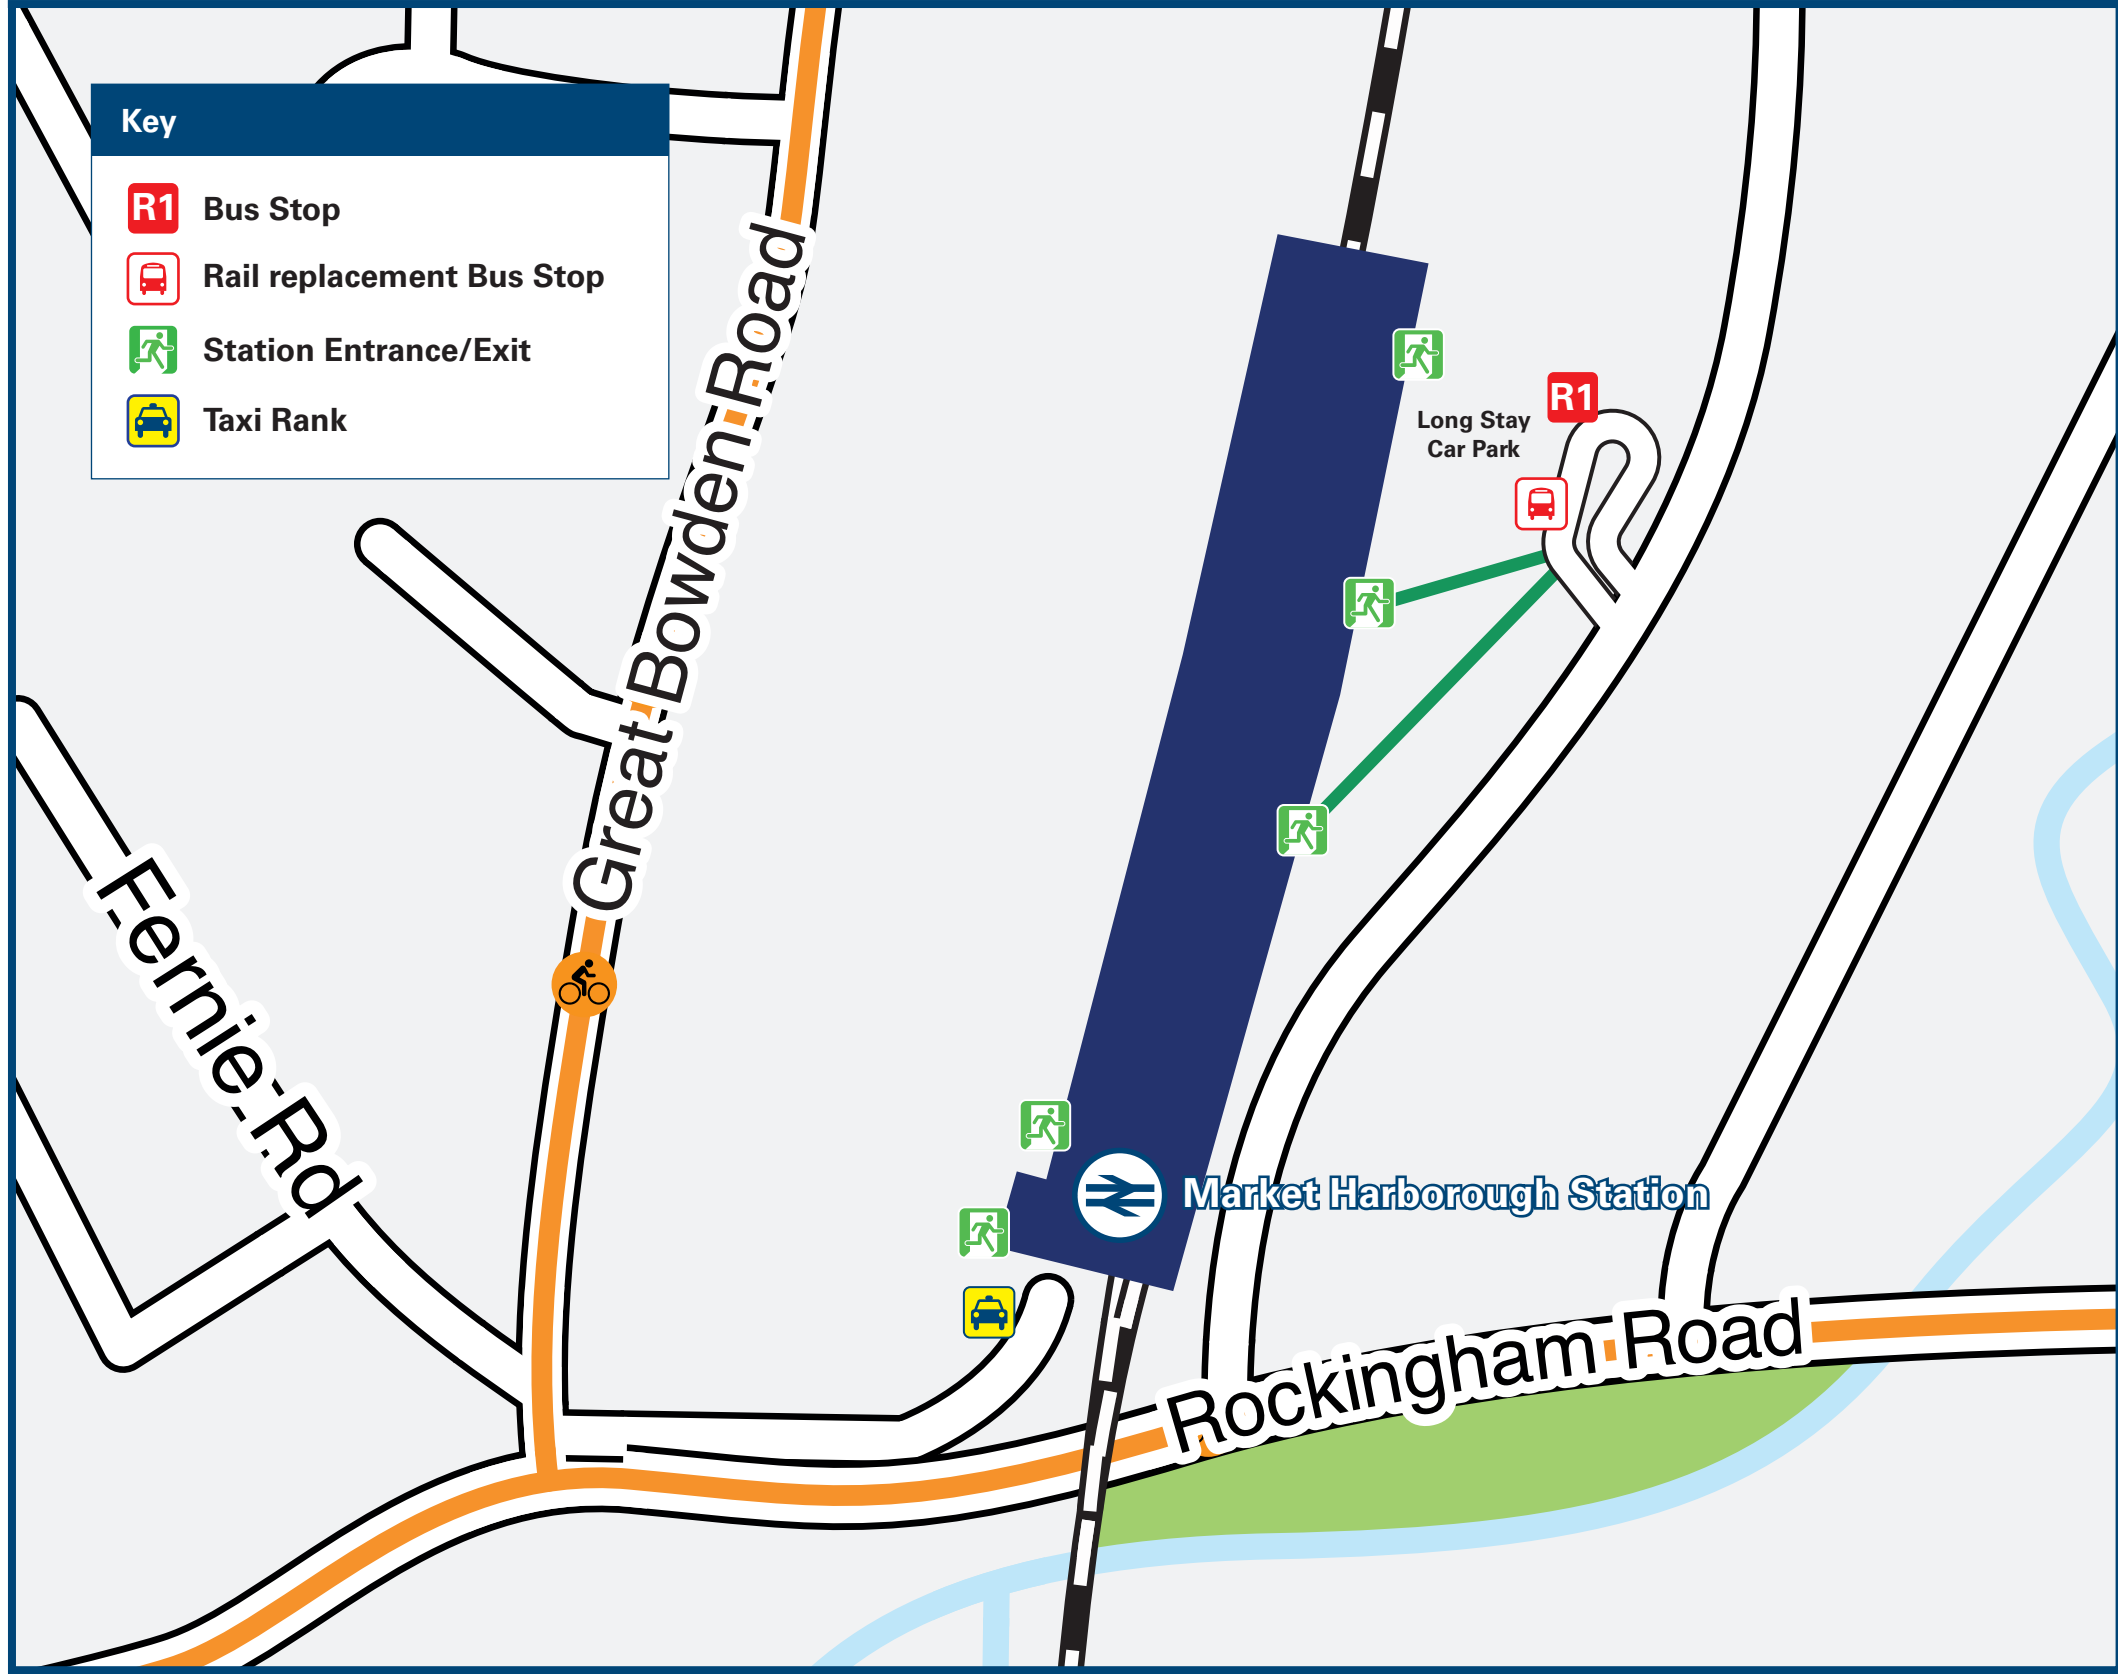 Key
R1 Bus Stop
Rail replacement Bus Stop
Station Entrance/Exit
Taxi Rank
Great Bowden Road
R1
Long Stay
Car Park
Fernie Rd
Market Harborough Station
Rockingham Road